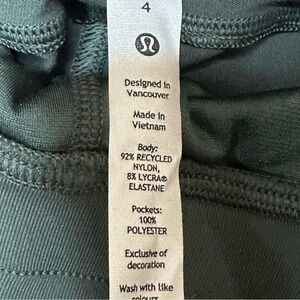 4
Designed in
Vancouver
Made in
Vietnam
Body:
92% RECYCLED
NYLON,
8% LYCRA®
ELASTANE
Pockets:
100%
POLYESTER
Exclusive of
decoration
Wash with like
colours